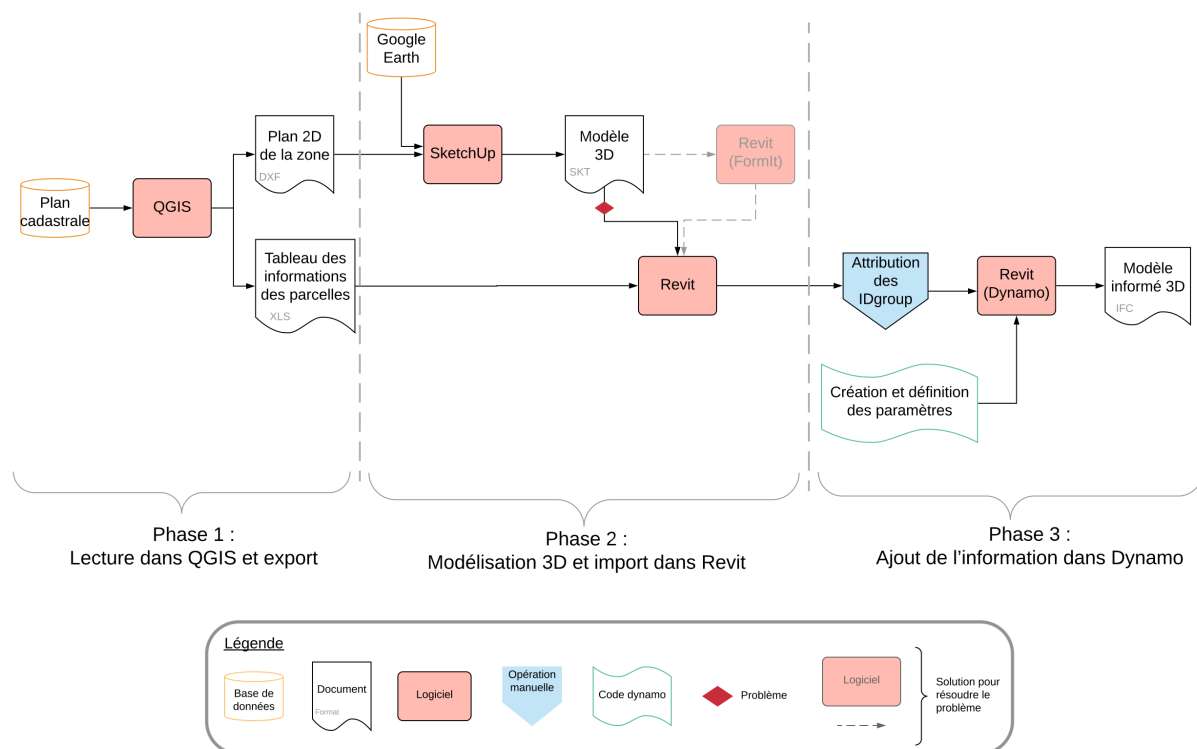 Google
Earth
Plan 2D
de la zone
DXF
SketchUp
Modèle
3D
SKT
Revit
(FormIt)
Plan
cadastrale
QGIS
Tableau des
informations
des parcelles
XLS
Revit
Attribution
des
IDgroup
Revit
(Dynamo)
Modèle
informé 3D
IFC
Création et définition
des paramètres
Phase 1 :
Lecture dans QGIS et export
Phase 2 :
Modélisation 3D et import dans Revit
Phase 3 :
Ajout de l’information dans Dynamo
Légende
Base de
données
Document
Format
Logiciel
Opération
manuelle
Code dynamo
Problème
Logiciel
Solution pour
résoudre le
problème